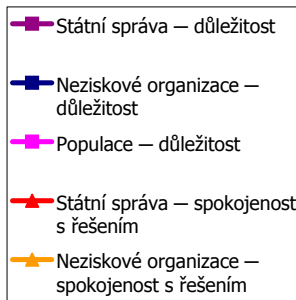 Státní správa — důležitost
Neziskové organizace —
důležitost
Populace — důležitost
Státní správa — spokojenost
s řešením
Neziskové organizace —
spokojenost s řešením